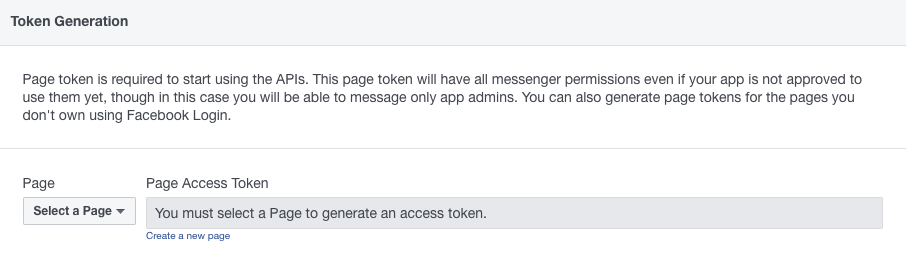 Token Generation
Page token is required to start using the APIs. This page token will have all messenger permissions even if your app is not approved to
use them yet, though in this case you will be able to message only app admins. You can also generate page tokens for the pages you
don't own using Facebook Login.
Page
Page Access Token
Select a Page
You must select a Page to generate an access token.
Create a new page